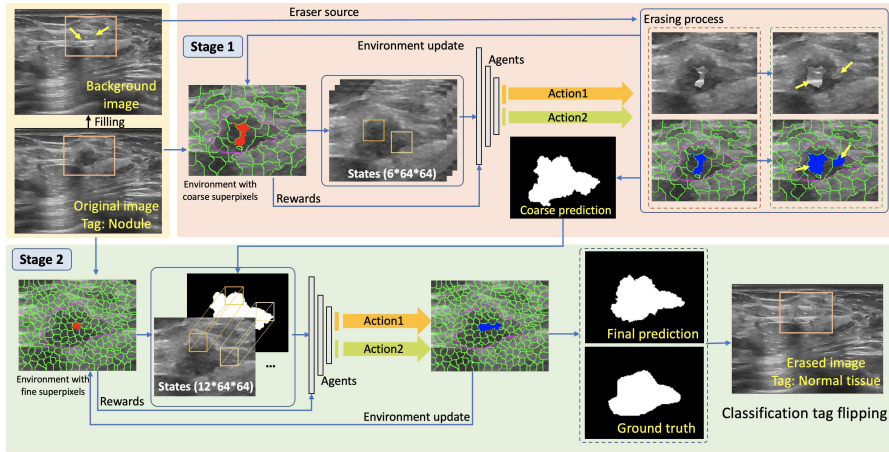 Eraser source
Erasing process
Stage 1
Environment update
Agents
Background
image
Action1
Action2
Filling
States (6*64*64)
Environment with
coarse superpixels
Rewards
Original image
Tag: Nodule
Coarse prediction
Stage 2
Action1
Action2
Final prediction
States (12*64*64)
...
Agents
Environment with
fine superpixels
Rewards
Environment update
Ground truth
Erased image
Tag: Normal tissue
Classification tag flipping